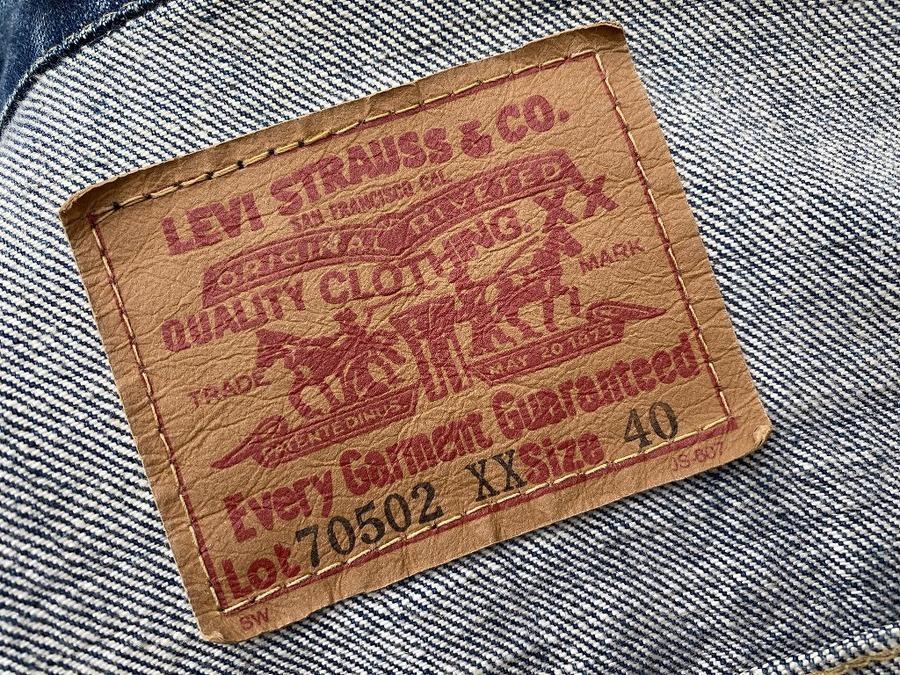 LEVI STRAUSS & CO.
SAN FRANCISCO CAL.
ORIGINAL RIVETED
QUALITY CLOTHING XX
TRADE MARK
PATENTED IN U.S. MAY 20 1873
Every Garment Guaranteed
Lot 70502 XX Size 40
SW JS-607